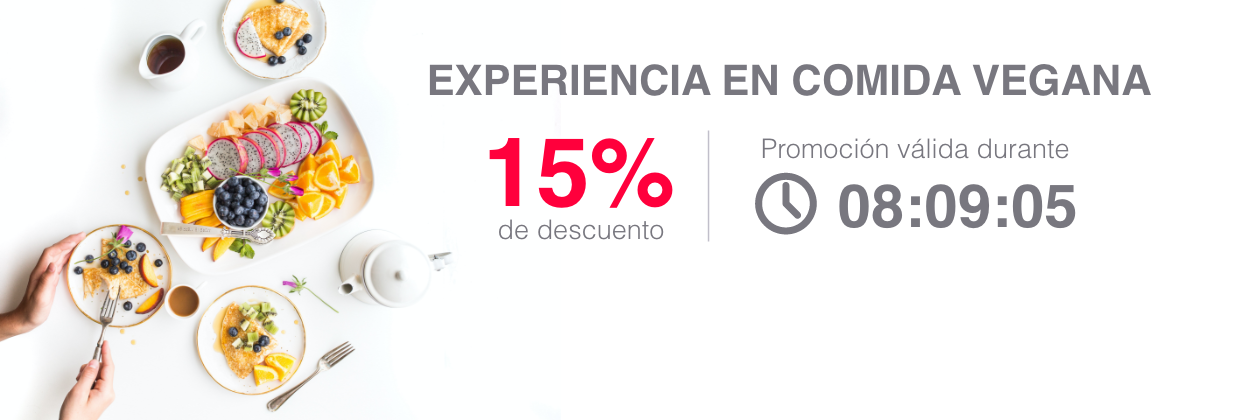 EXPERIENCIA EN COMIDA VEGANA
15%
de descuento
Promoción válida durante
08:09:05